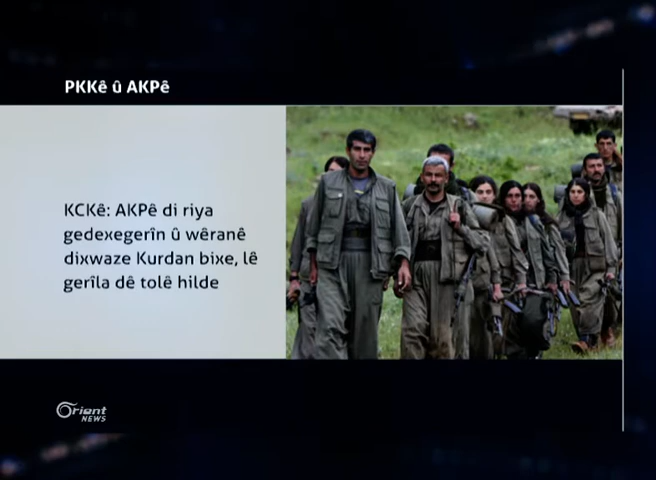 PKKê û AKPê
KCKê: AKPê di riya
gedexegerîn û wêranê
dixwaze Kurdan bixe, lê
gerîla dê tolê hilde
Orient
NEWS